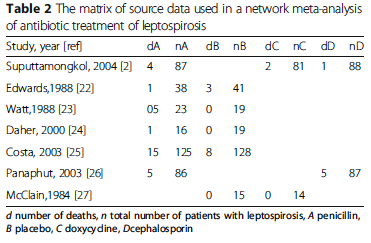 Table 2 The matrix of source data used in a network meta-analysis
of antibiotic treatment of leptospirosis
Study, year [ref] dA nA dB nB dC nC dD nD
Suputtamongkol, 2004 [2] 4 87 2 81 1 88
Edwards,1988 [22] 1 38 3 41
Watt,1988 [23] 05 23 0 19
Daher, 2000 [24] 1 16 0 19
Costa, 2003 [25] 15 125 8 128
Panaphut, 2003 [26] 5 86 5 87
McClain,1984 [27] 0 15 0 14
d number of deaths, n total number of patients with leptospirosis, A penicillin,
B placebo, C doxycycline, Dcephalosporin